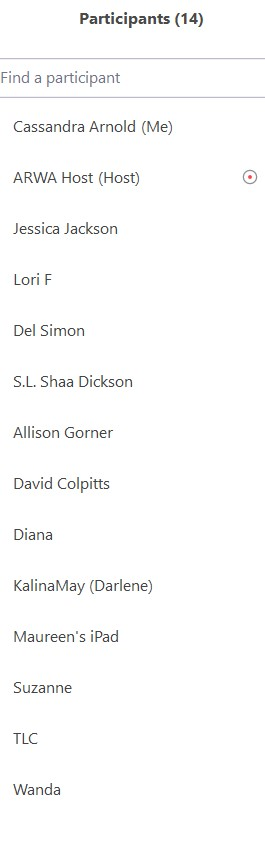 Participants (14)
Find a participant
Cassandra Arnold (Me)
ARWA Host (Host)
Jessica Jackson
Lori F
Del Simon
S.L. Shaa Dickson
Allison Gorner
David Colpitts
Diana
KalinaMay (Darlene)
Maureen's iPad
Suzanne
TLC
Wanda